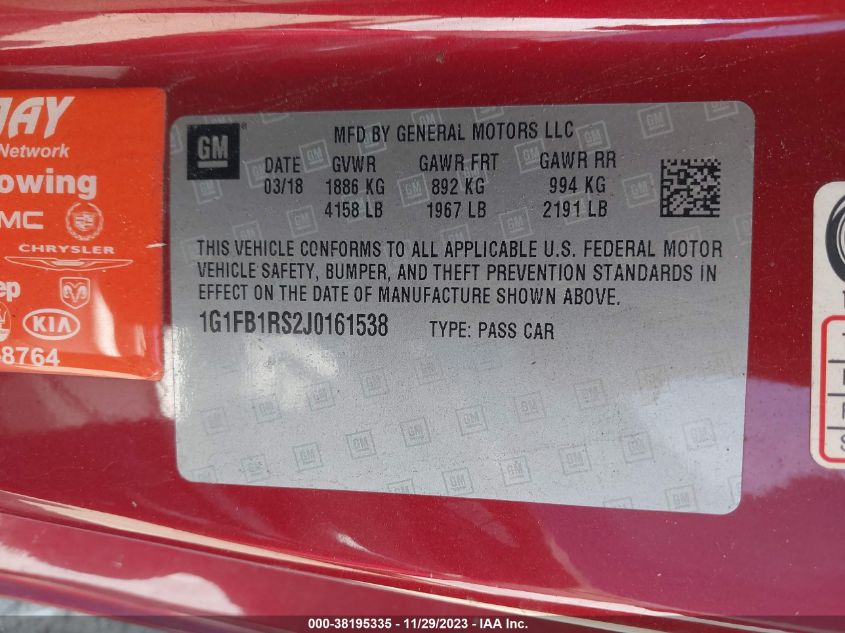 JAY
Network
owing
MC
CHRYSLER
ep
KIA
-8764
GM
MFD BY GENERAL MOTORS LLC
DATE GVWR GAWR FRT GAWR RR
03/18 1886 KG 892 KG 994 KG
4158 LB 1967 LB 2191 LB
THIS VEHICLE CONFORMS TO ALL APPLICABLE U.S. FEDERAL MOTOR
VEHICLE SAFETY, BUMPER, AND THEFT PREVENTION STANDARDS IN
EFFECT ON THE DATE OF MANUFACTURE SHOWN ABOVE.
1G1FB1RS2J0161538 TYPE: PASS CAR
000-38195335 - 11/29/2023 - IAAI.COM